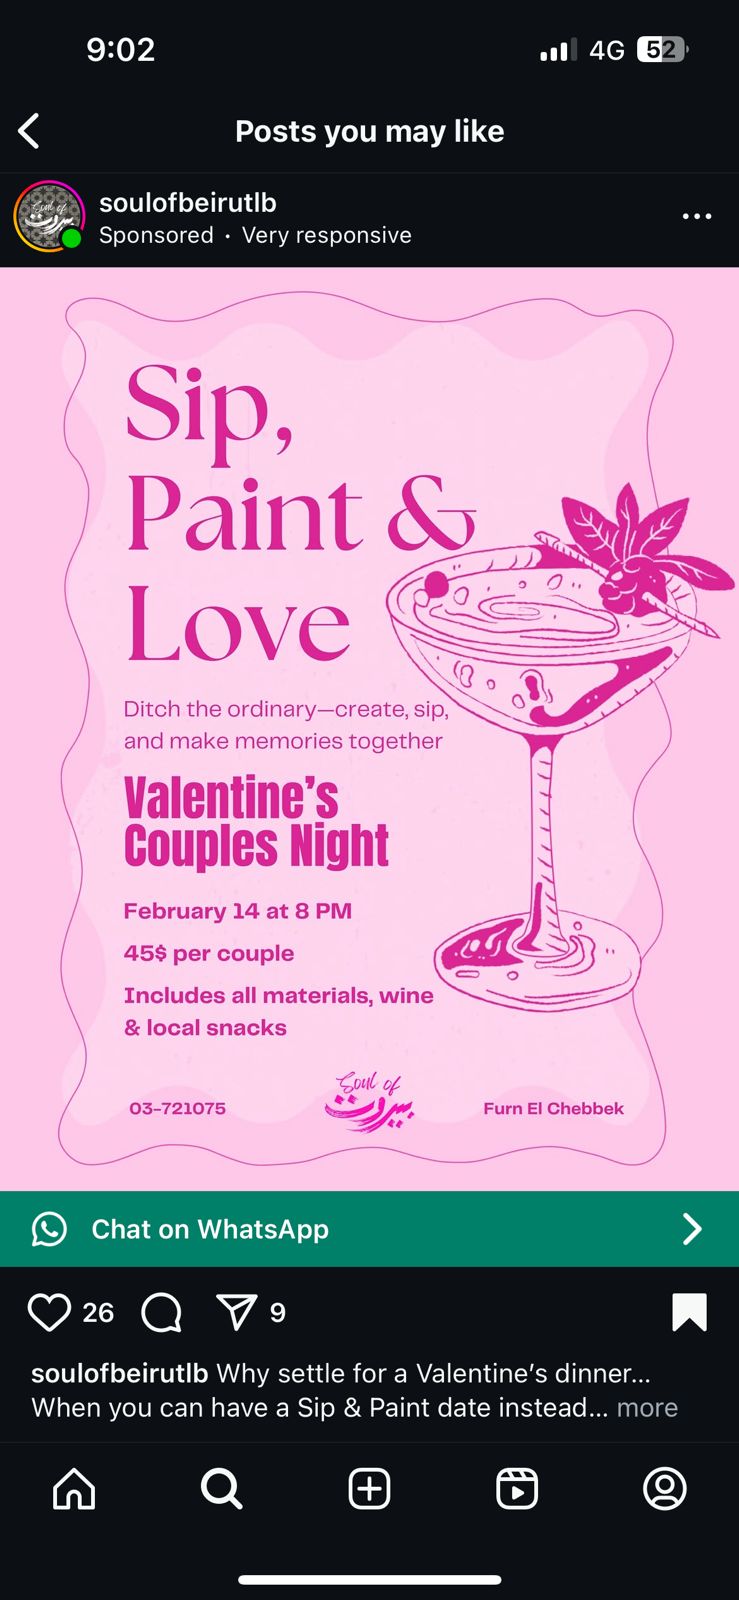 9:02
4G 52
Posts you may like
soulofbeirutlb
Sponsored · Very responsive
Sip,
Paint &
Love
Ditch the ordinary—create, sip,
and make memories together
Valentine's
Couples Night
February 14 at 8 PM
45$ per couple
Includes all materials, wine
& local snacks
03-721075
Soul of
بيروت
Furn El Chebbek
Chat on WhatsApp
26
9
soulofbeirutlb Why settle for a Valentine's dinner...
When you can have a Sip & Paint date instead... more